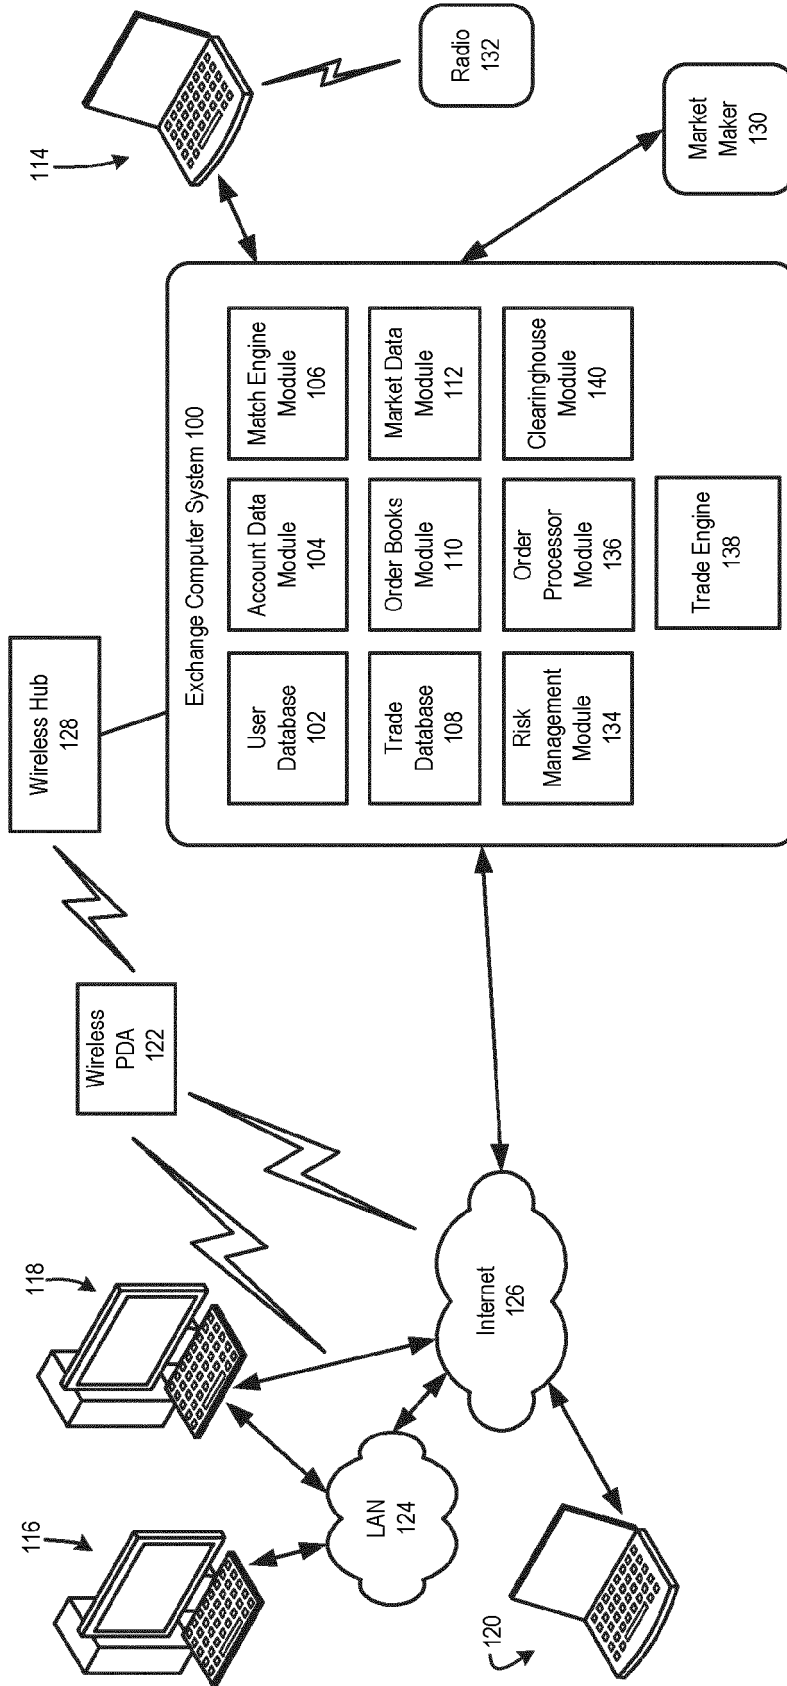 116
118
Wireless
PDA
122
Wireless Hub
128
114
Radio
132
Market
Maker
130
Exchange Computer System 100
User
Database
102
Account Data
Module
104
Match Engine
Module
106
Trade
Database
108
Order Books
Module
110
Market Data
Module
112
Risk
Management
Module
134
Order
Processor
Module
136
Clearinghouse
Module
140
Trade Engine
138
LAN
124
Internet
126
120